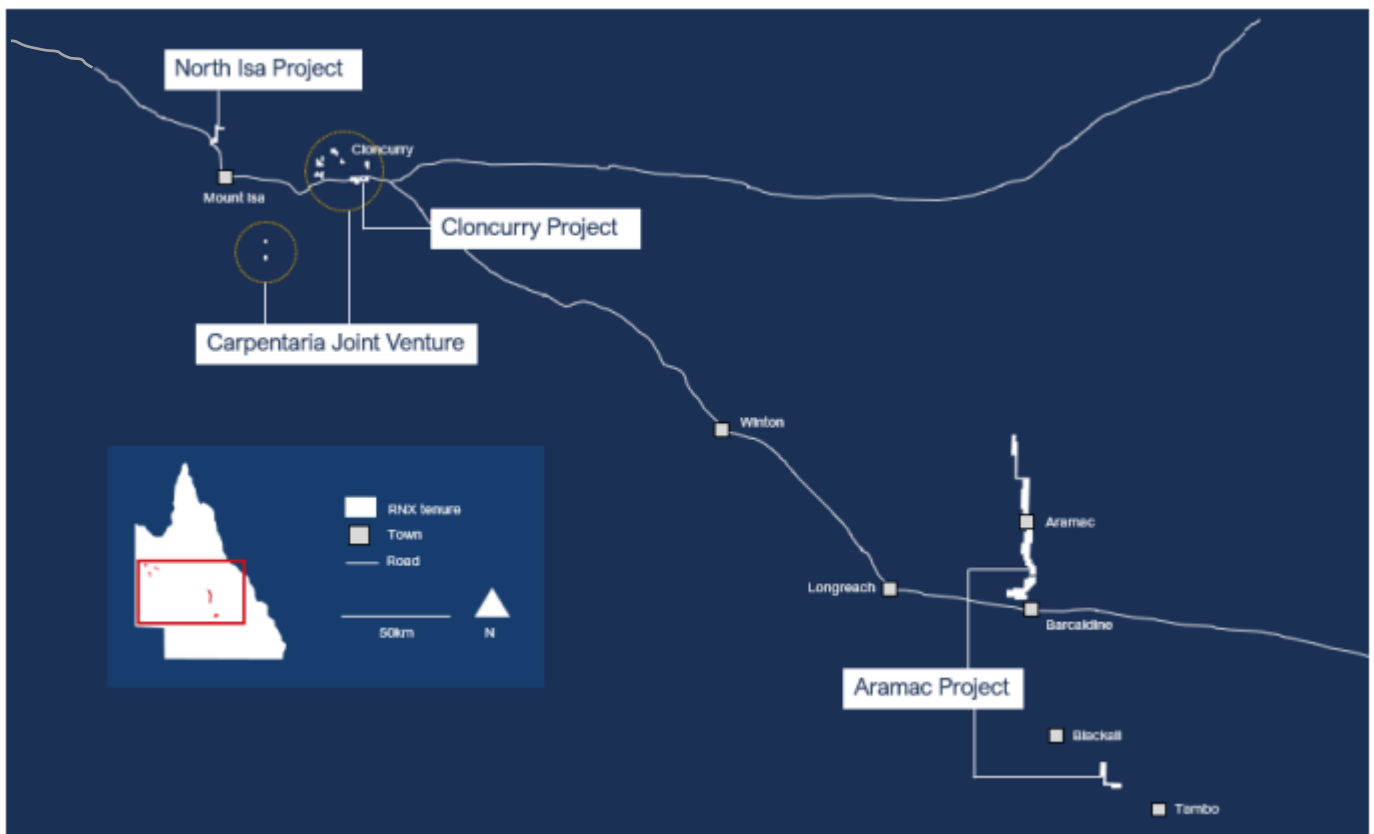 North Isa Project
Cloncurry
Mount Isa
Cloncurry Project
Carpentaria Joint Venture
Winton
RNX tenure
Town
Road
50km
N
Aramac
Longreach
Barcaldine
Aramac Project
Blackall
Tambo